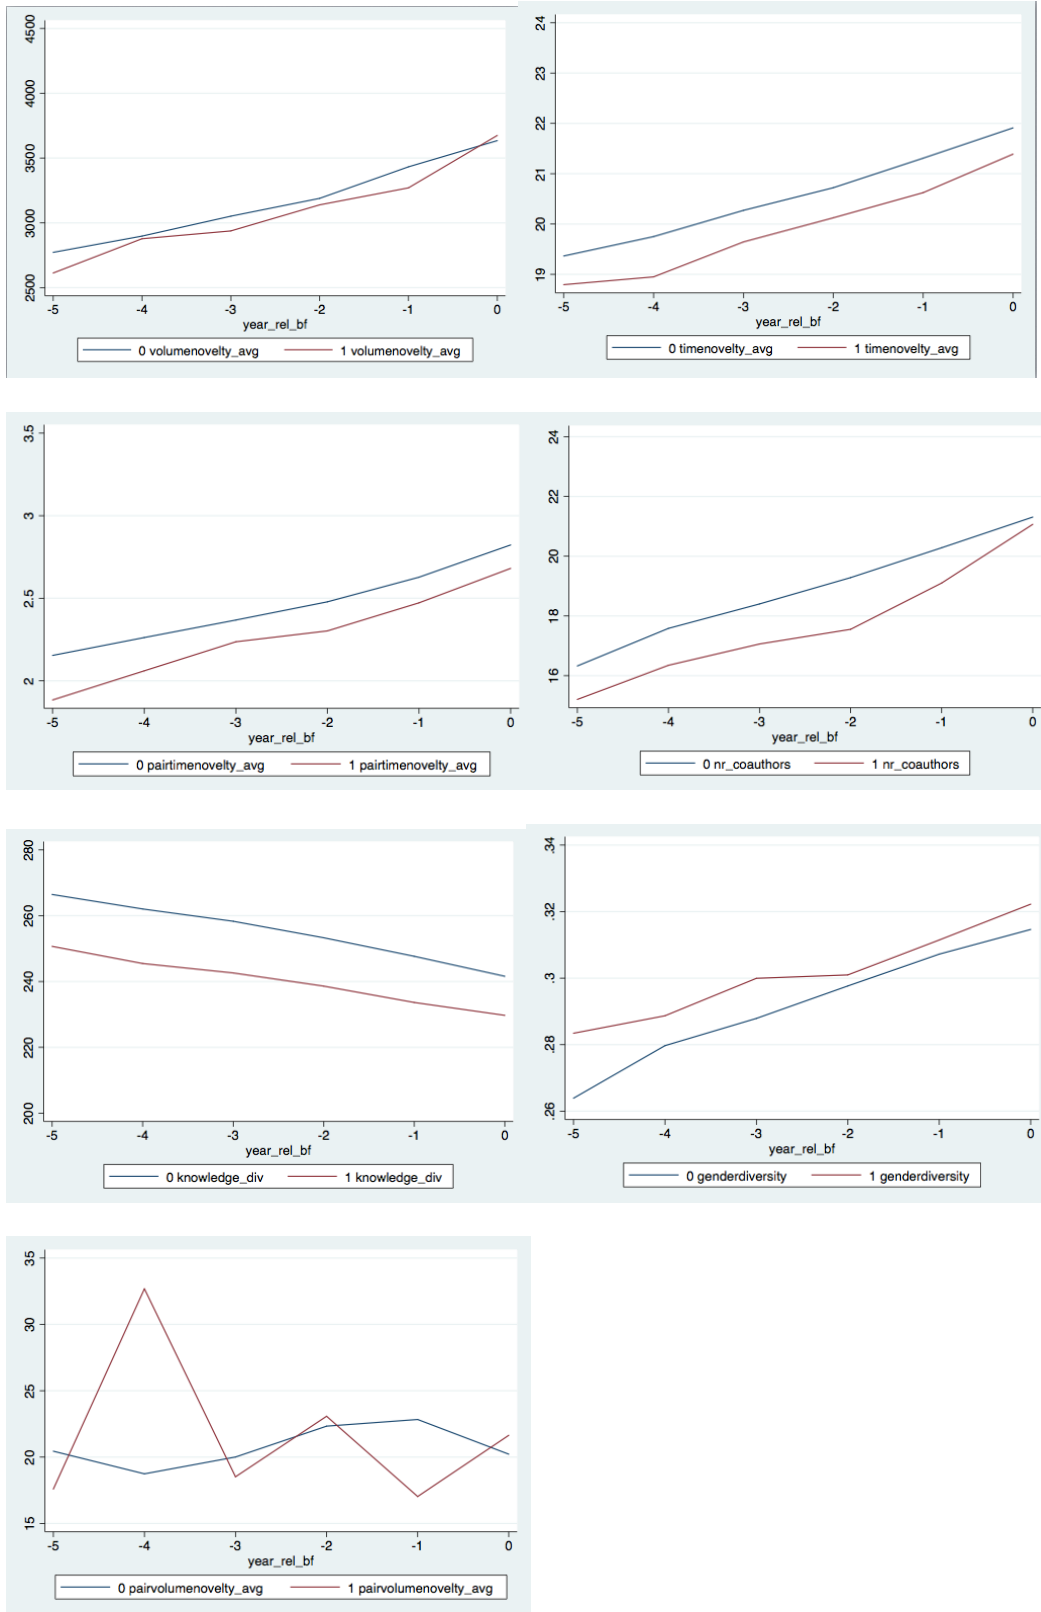 4500
4000
3500
3000
2500
-5 -4 -3 -2 -1 0
year_rel_bf
0 volumenovelty_avg 1 volumenovelty_avg
24
23
22
21
20
19
-5 -4 -3 -2 -1 0
year_rel_bf
0 timenovelty_avg 1 timenovelty_avg
3.5
3
2.5
2
-5 -4 -3 -2 -1 0
year_rel_bf
0 pairtimenovelty_avg 1 pairtimenovelty_avg
24
22
20
18
16
-5 -4 -3 -2 -1 0
year_rel_bf
0 nr_coauthors 1 nr_coauthors
280
260
240
220
200
-5 -4 -3 -2 -1 0
year_rel_bf
0 knowledge_div 1 knowledge_div
.34
.32
.3
.28
.26
-5 -4 -3 -2 -1 0
year_rel_bf
0 genderdiversity 1 genderdiversity
35
30
25
20
15
-5 -4 -3 -2 -1 0
year_rel_bf
0 pairvolumenovelty_avg 1 pairvolumenovelty_avg